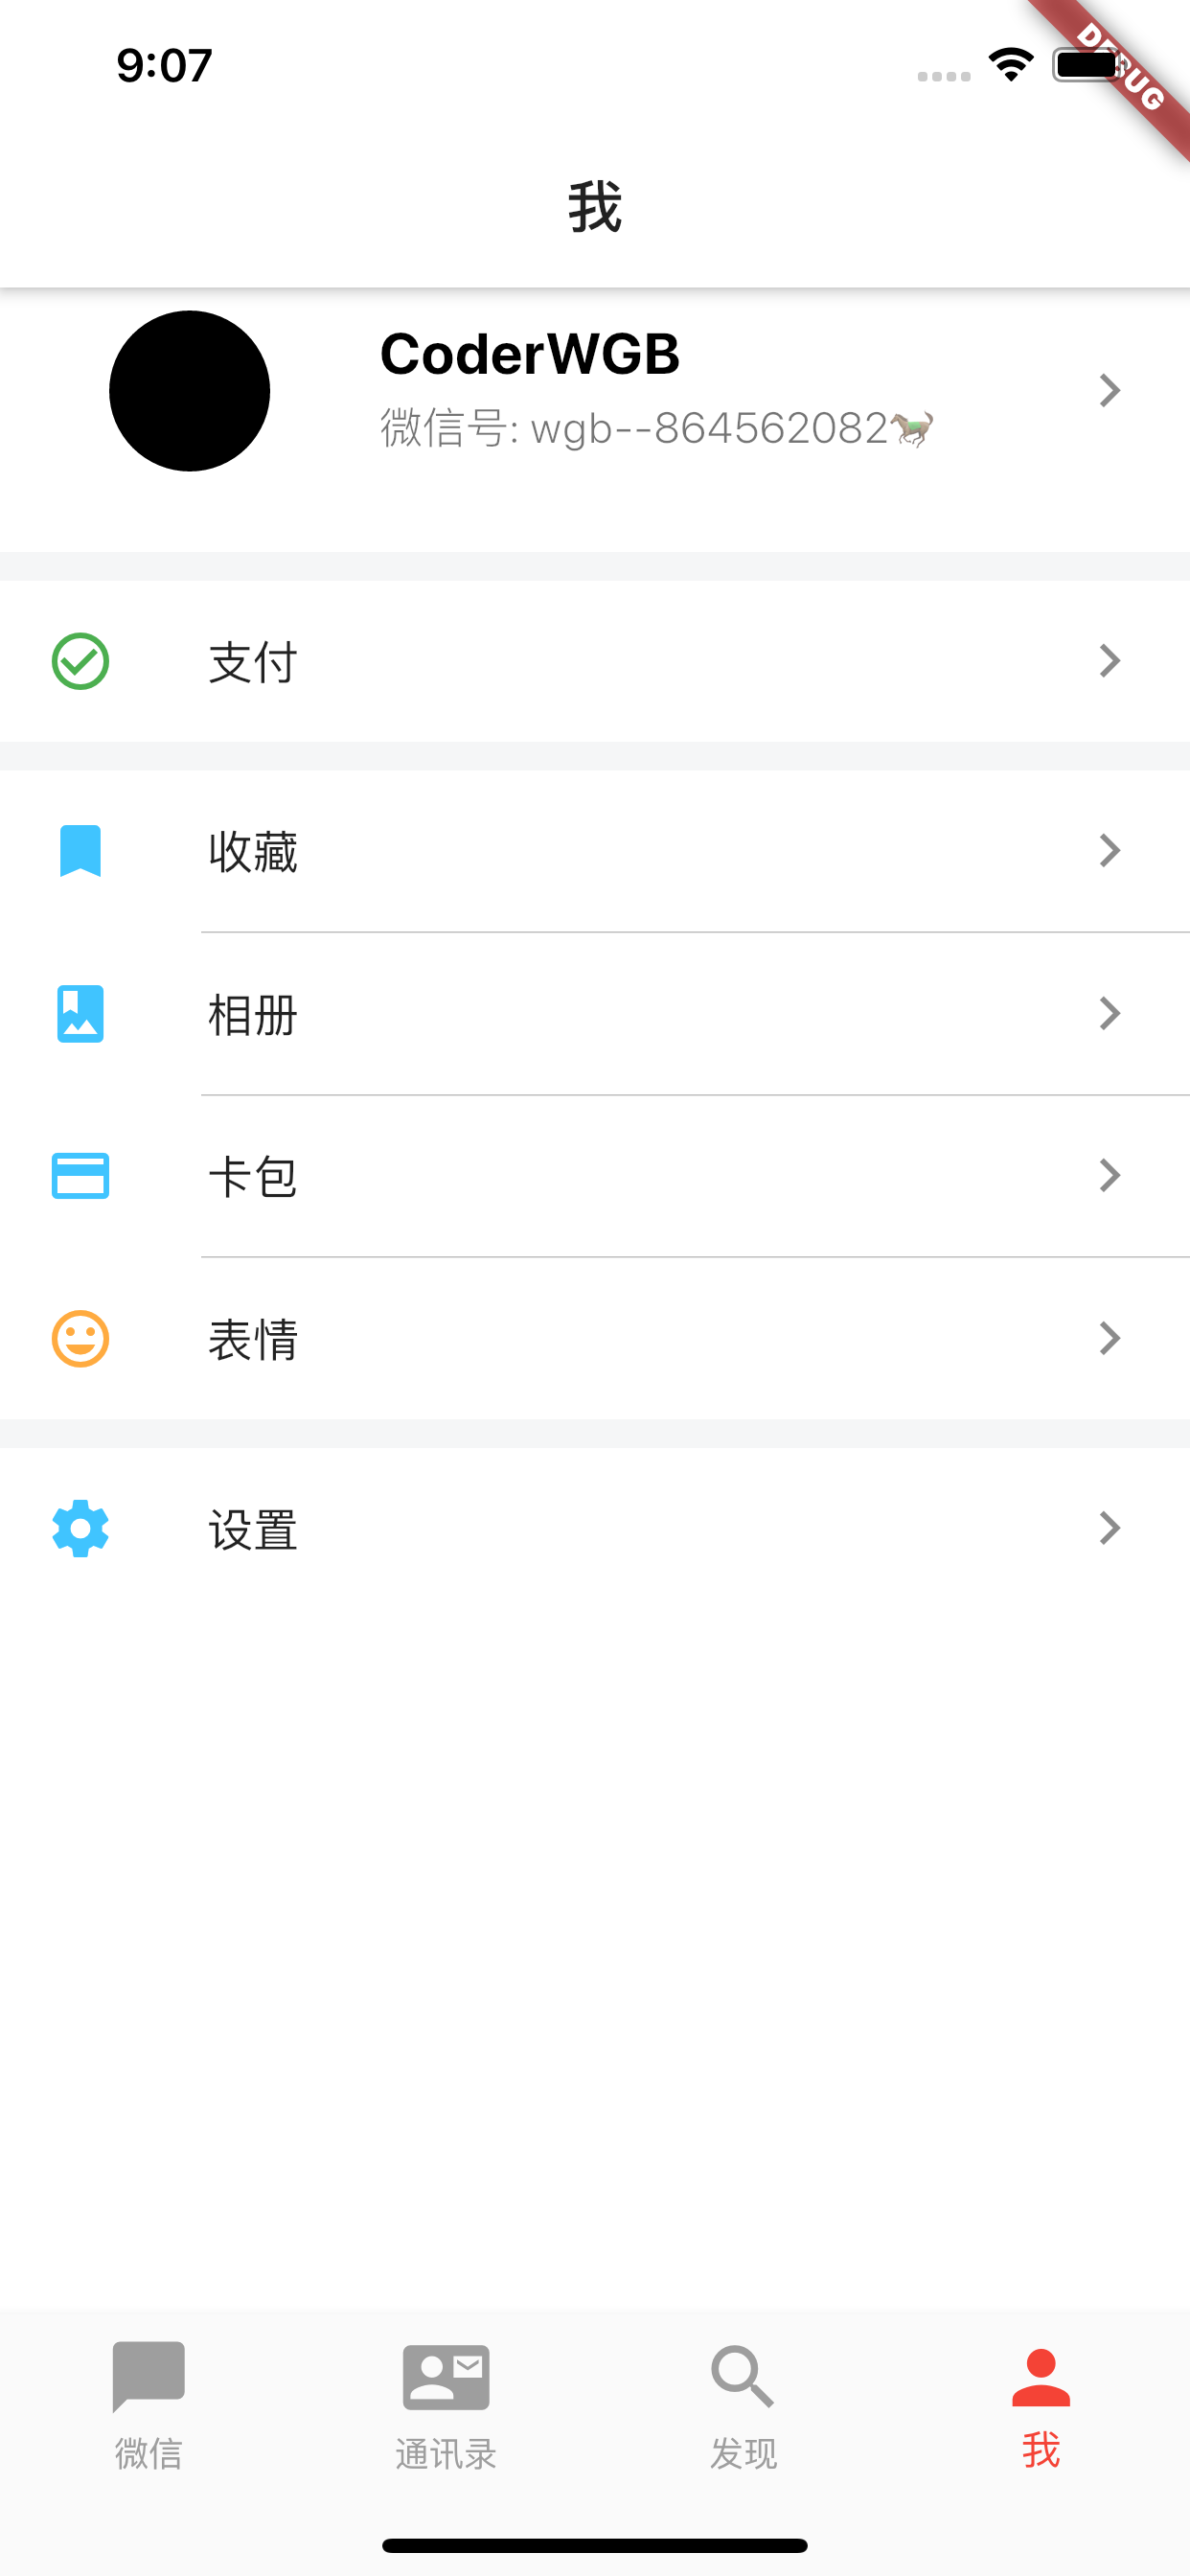 9:07
DEBUG
我
CoderWGB
微信号: wgb--864562082🐎
支付
收藏
相册
卡包
表情
设置
微信
通讯录
发现
我